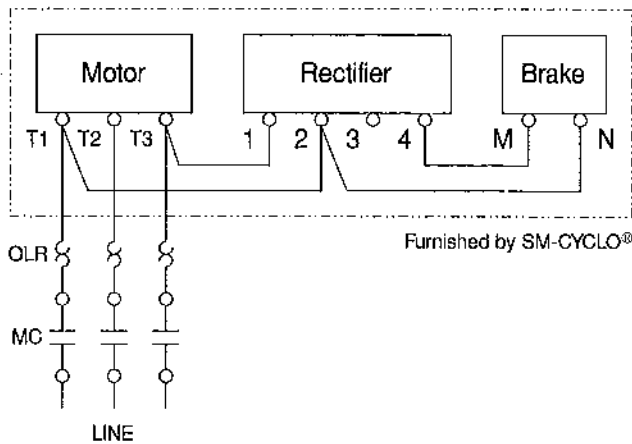 Motor Rectifier Brake
T1 T2 T3 1 2 3 4 M N
Furnished by SM-CYCLO®
OLR
MC
LINE